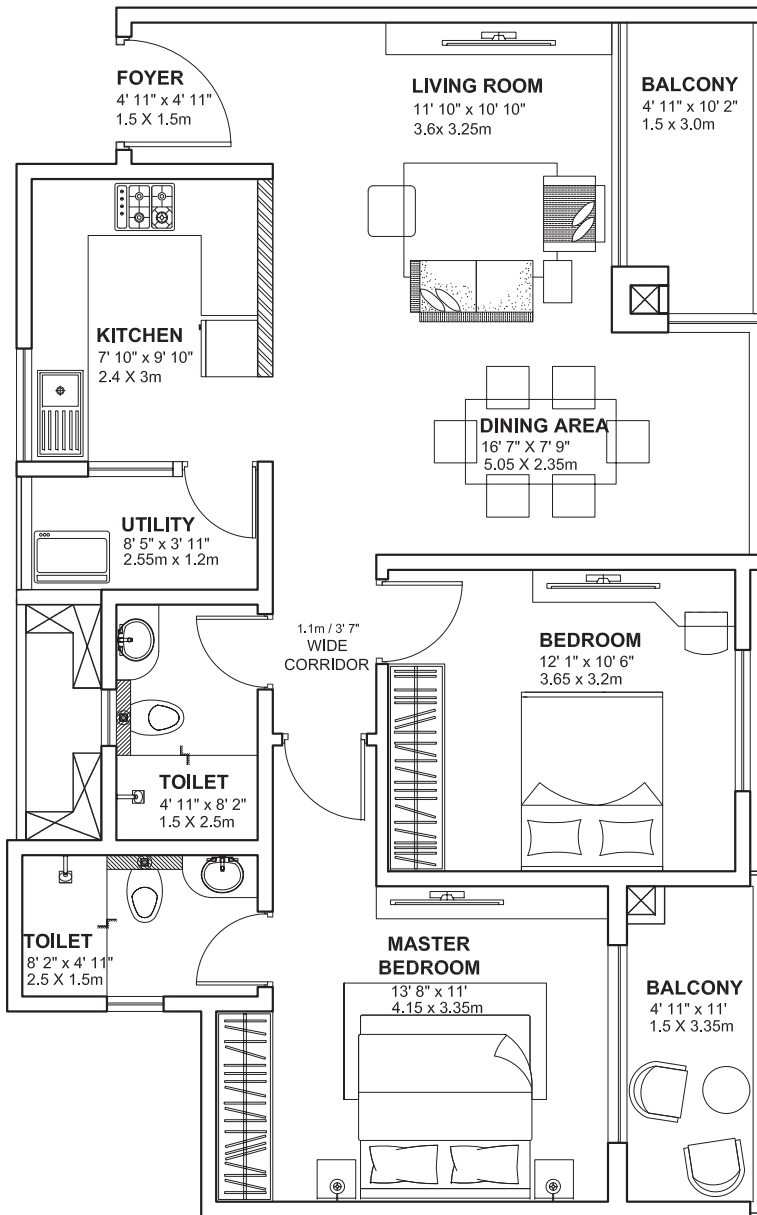 FOYER
4' 11" x 4' 11"
1.5 X 1.5m
LIVING ROOM
11' 10" x 10' 10"
3.6x 3.25m
BALCONY
4' 11" x 10' 2"
1.5 x 3.0m
KITCHEN
7' 10" x 9' 10"
2.4 X 3m
DINING AREA
16' 7" X 7' 9"
5.05 X 2.35m
UTILITY
8' 5" x 3' 11"
2.55m x 1.2m
1.1m / 3' 7"
WIDE
CORRIDOR
BEDROOM
12' 1" x 10' 6"
3.65 x 3.2m
TOILET
4' 11" x 8' 2"
1.5 X 2.5m
TOILET
8' 2" x 4' 11"
2.5 X 1.5m
MASTER
BEDROOM
13' 8" x 11'
4.15 x 3.35m
BALCONY
4' 11" x 11'
1.5 X 3.35m